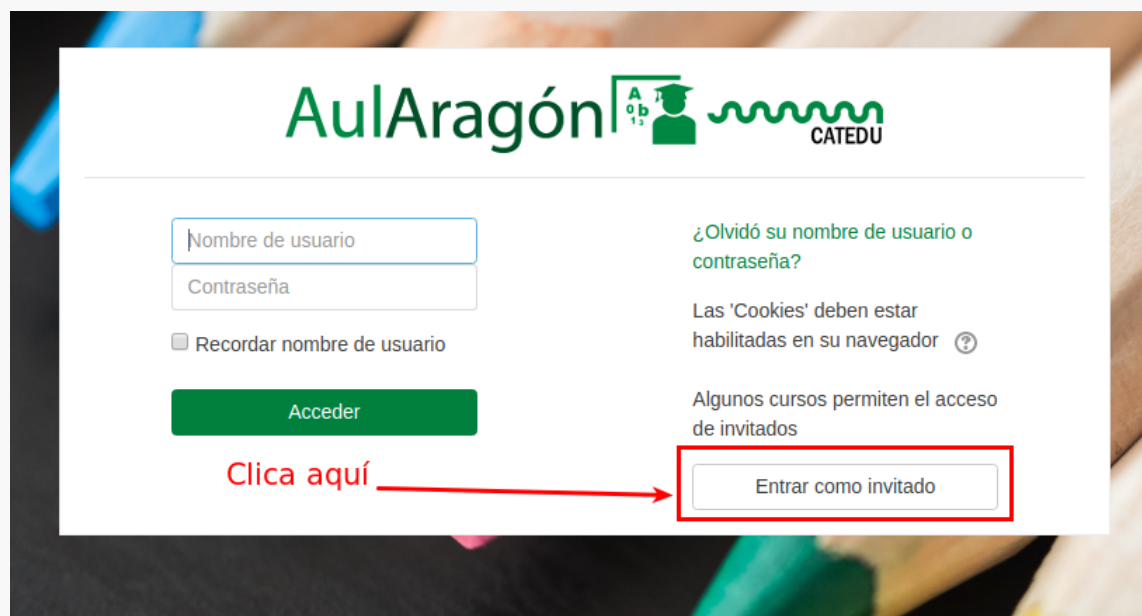 AulAragón
A
o b
1 3
CATEDU
Nombre de usuario
Contraseña
Recordar nombre de usuario
Acceder
¿Olvidó su nombre de usuario o
contraseña?
Las 'Cookies' deben estar
habilitadas en su navegador ?
Algunos cursos permiten el acceso
de invitados
Clica aquí
Entrar como invitado